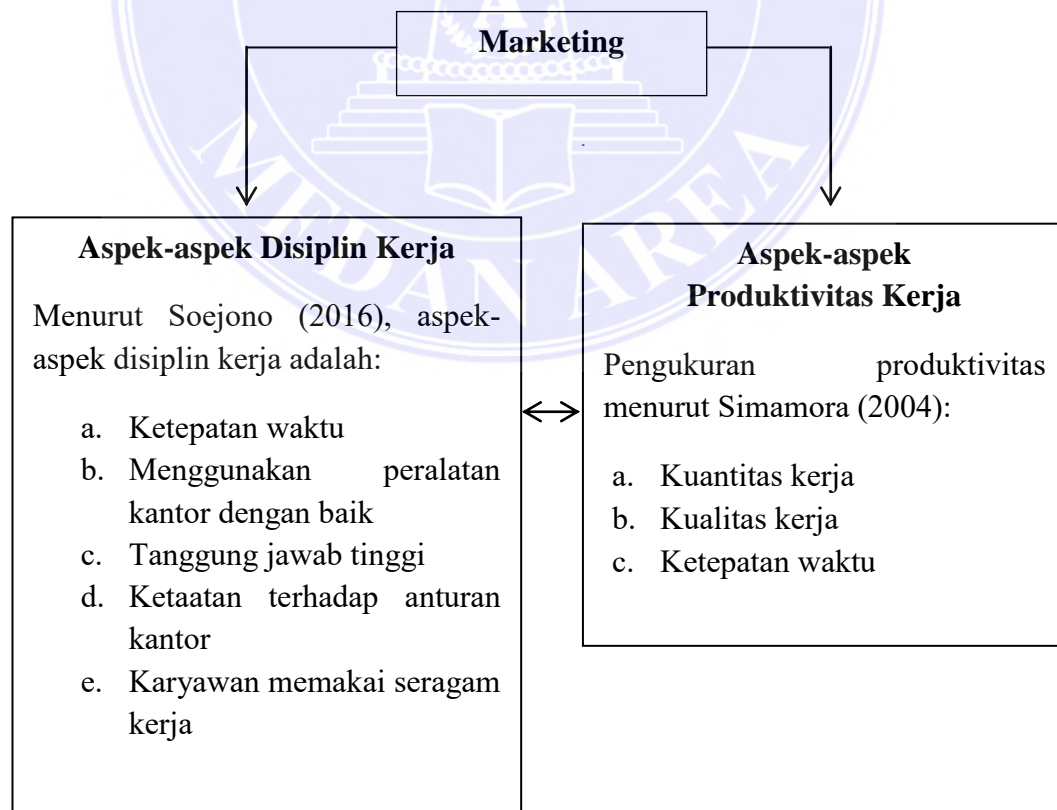 Marketing
Aspek-aspek Disiplin Kerja
Menurut Soejono (2016), aspek-
aspek disiplin kerja adalah:
a. Ketepatan waktu
b. Menggunakan peralatan
kantor dengan baik
c. Tanggung jawab tinggi
d. Ketaatan terhadap anturan
kantor
e. Karyawan memakai seragam
kerja
Aspek-aspek
Produktivitas Kerja
Pengukuran produktivitas
menurut Simamora (2004):
a. Kuantitas kerja
b. Kualitas kerja
c. Ketepatan waktu
MEDAN AREA